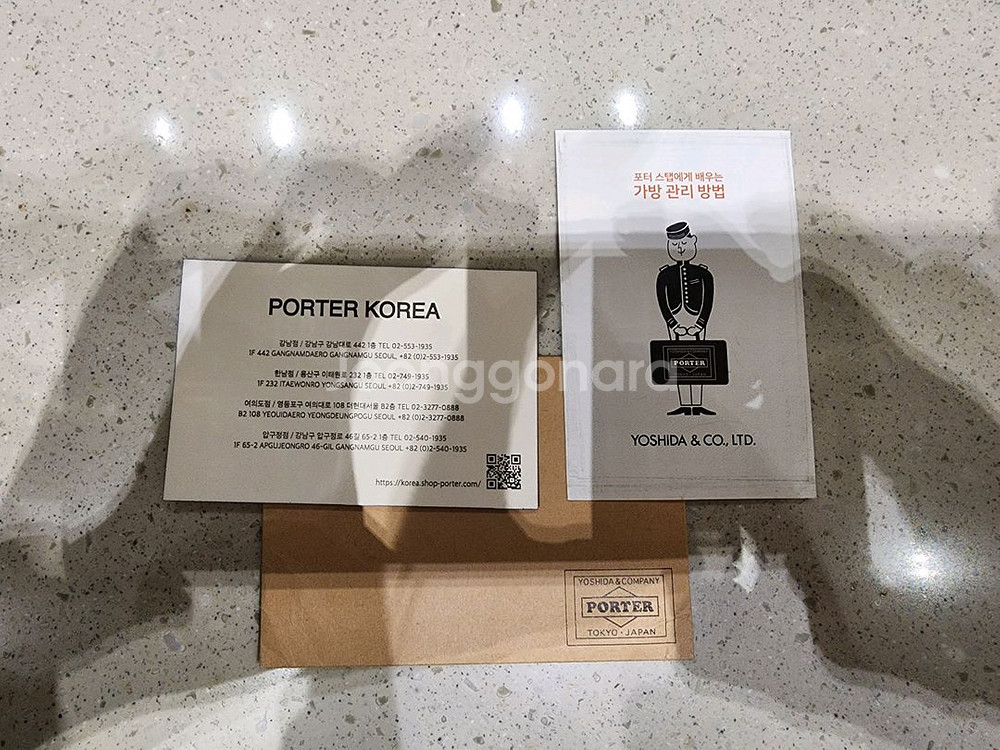 PORTER KOREA
강남점 / 강남구 강남대로 442 1층 TEL 02-553-1935
1F 442 GANGNAMDAERO GANGNAMGU SEOUL, +82 (0)2-553-1935
한남점 / 용산구 이태원로 232 1층 TEL 02-749-1935
1F 232 ITAEWONRO YONGSANGU SEOUL +82 (0)2-749-1935
여의도점 / 영등포구 여의대로 108 더현대서울 B2층 TEL 02-3277-0888
B2 108 YEOUIDAERO YEONGDEUNGPOGU SEOUL +82 (0)2-3277-0888
압구정점 / 강남구 압구정로 46길 65-2 1층 TEL 02-540-1935
1F 65-2 APGUJEONGRO 46-GIL GANGNAMGU SEOUL +82 (0)2-540-1935
https://korea.shop-porter.com/
포터 스탭에게 배우는
가방 관리 방법
PORTER
YOSHIDA & CO., LTD.
YOSHIDA & COMPANY
PORTER
TOKYO · JAPAN